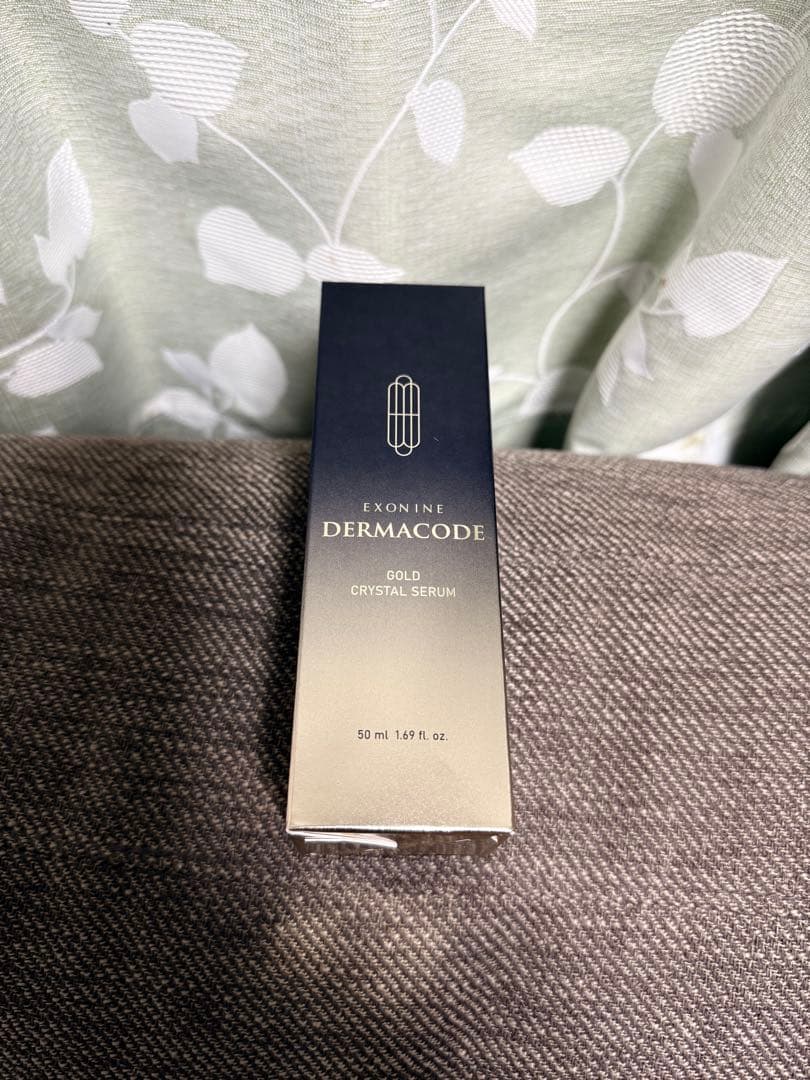 EXONINE
DERMACODE
GOLD
CRYSTAL SERUM
50 ml 1.69 fl. oz.